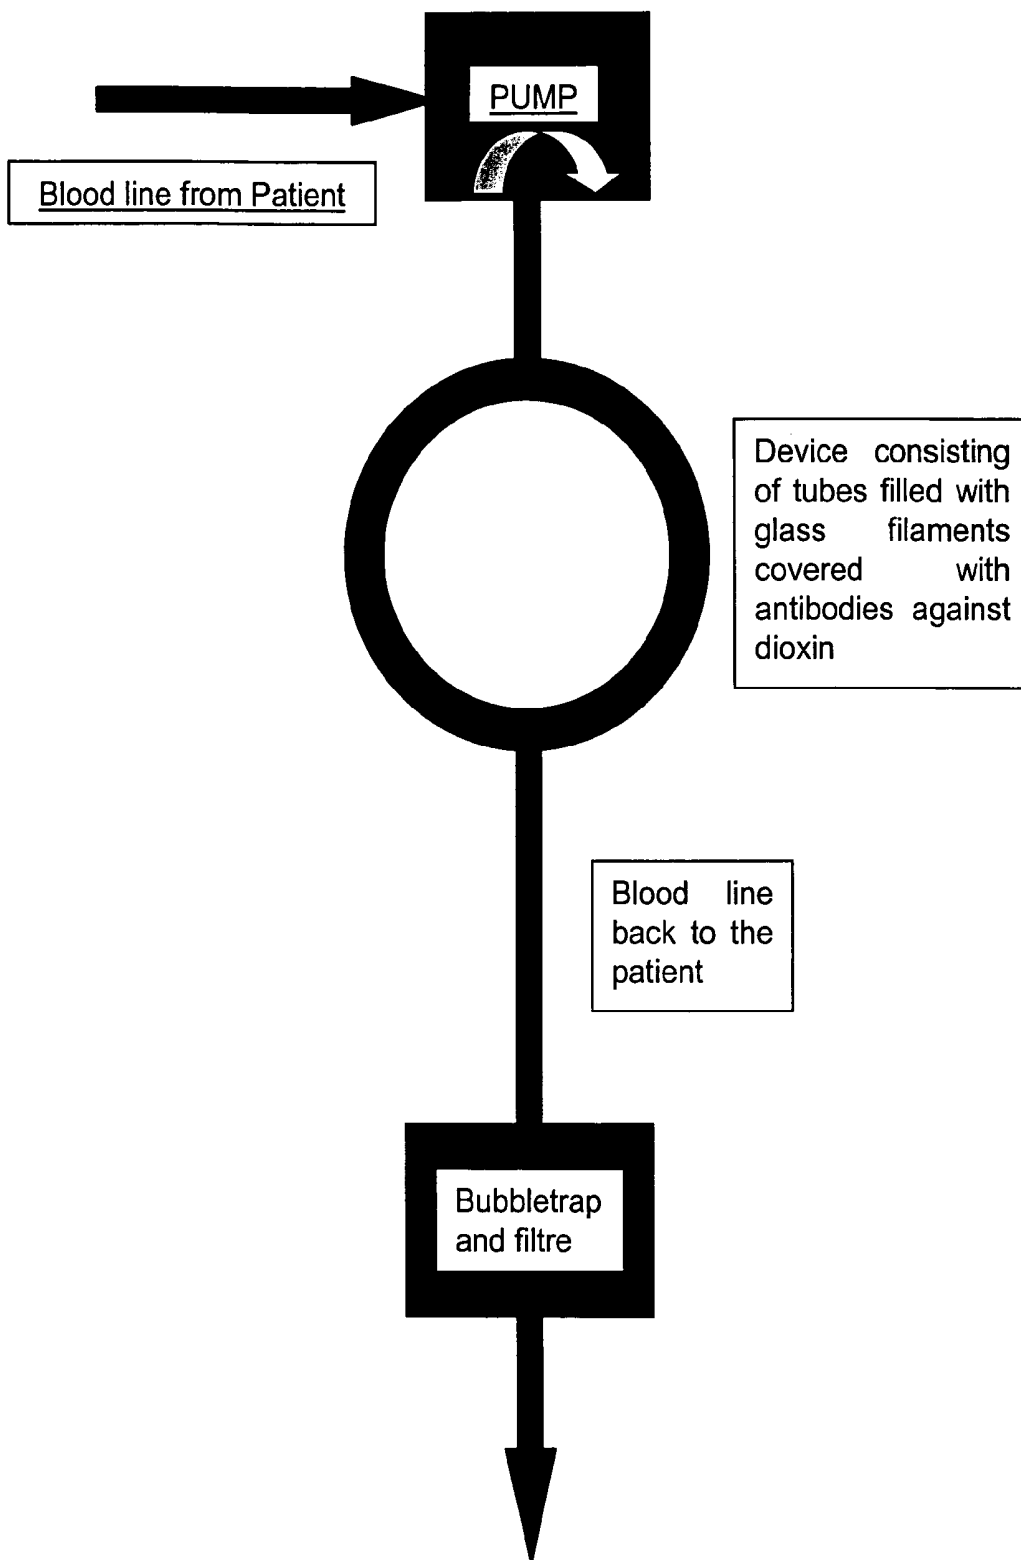 PUMP
Blood line from Patient
Device consisting
of tubes filled with
glass filaments
covered with
antibodies against
dioxin
Blood line
back to the
patient
Bubbletrap
and filtre